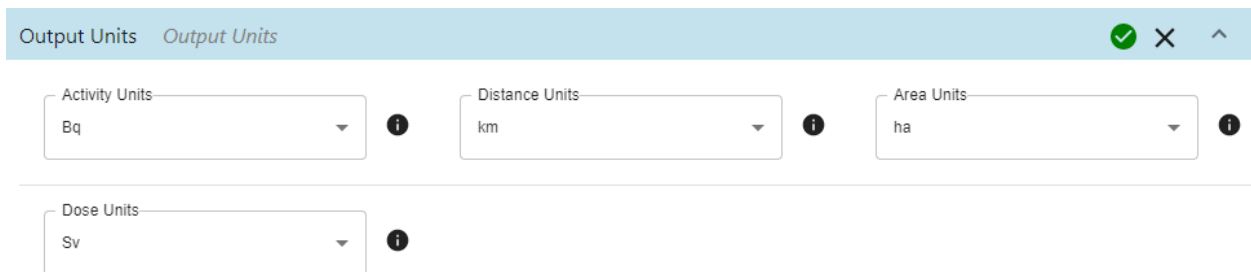 Output Units Output Units
Activity Units Distance Units Area Units
Bq km ha
Dose Units
Sv